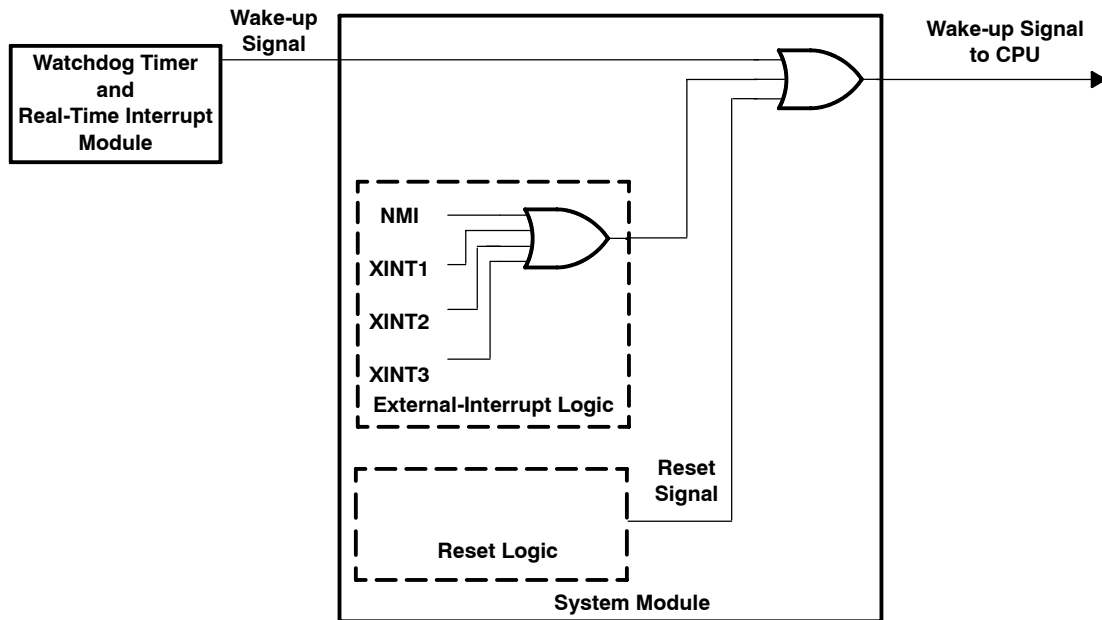 Wake-up
Signal
Wake-up Signal
to CPU
Watchdog Timer
and
Real-Time Interrupt
Module
NMI
XINT1
XINT2
XINT3
External-Interrupt Logic
Reset
Signal
Reset Logic
System Module